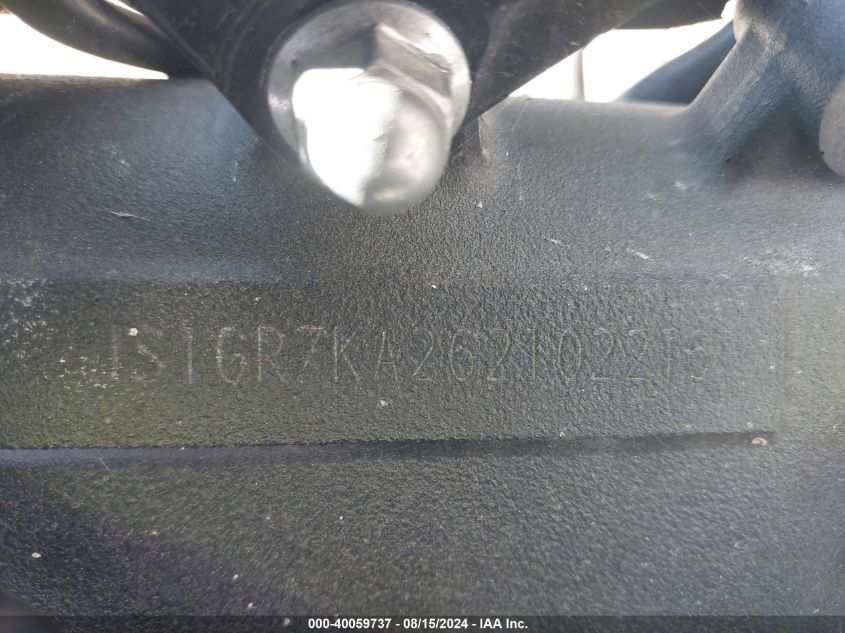 JS1GR7KA262102216
000-40059737 - 08/15/2024 - IAA Inc.